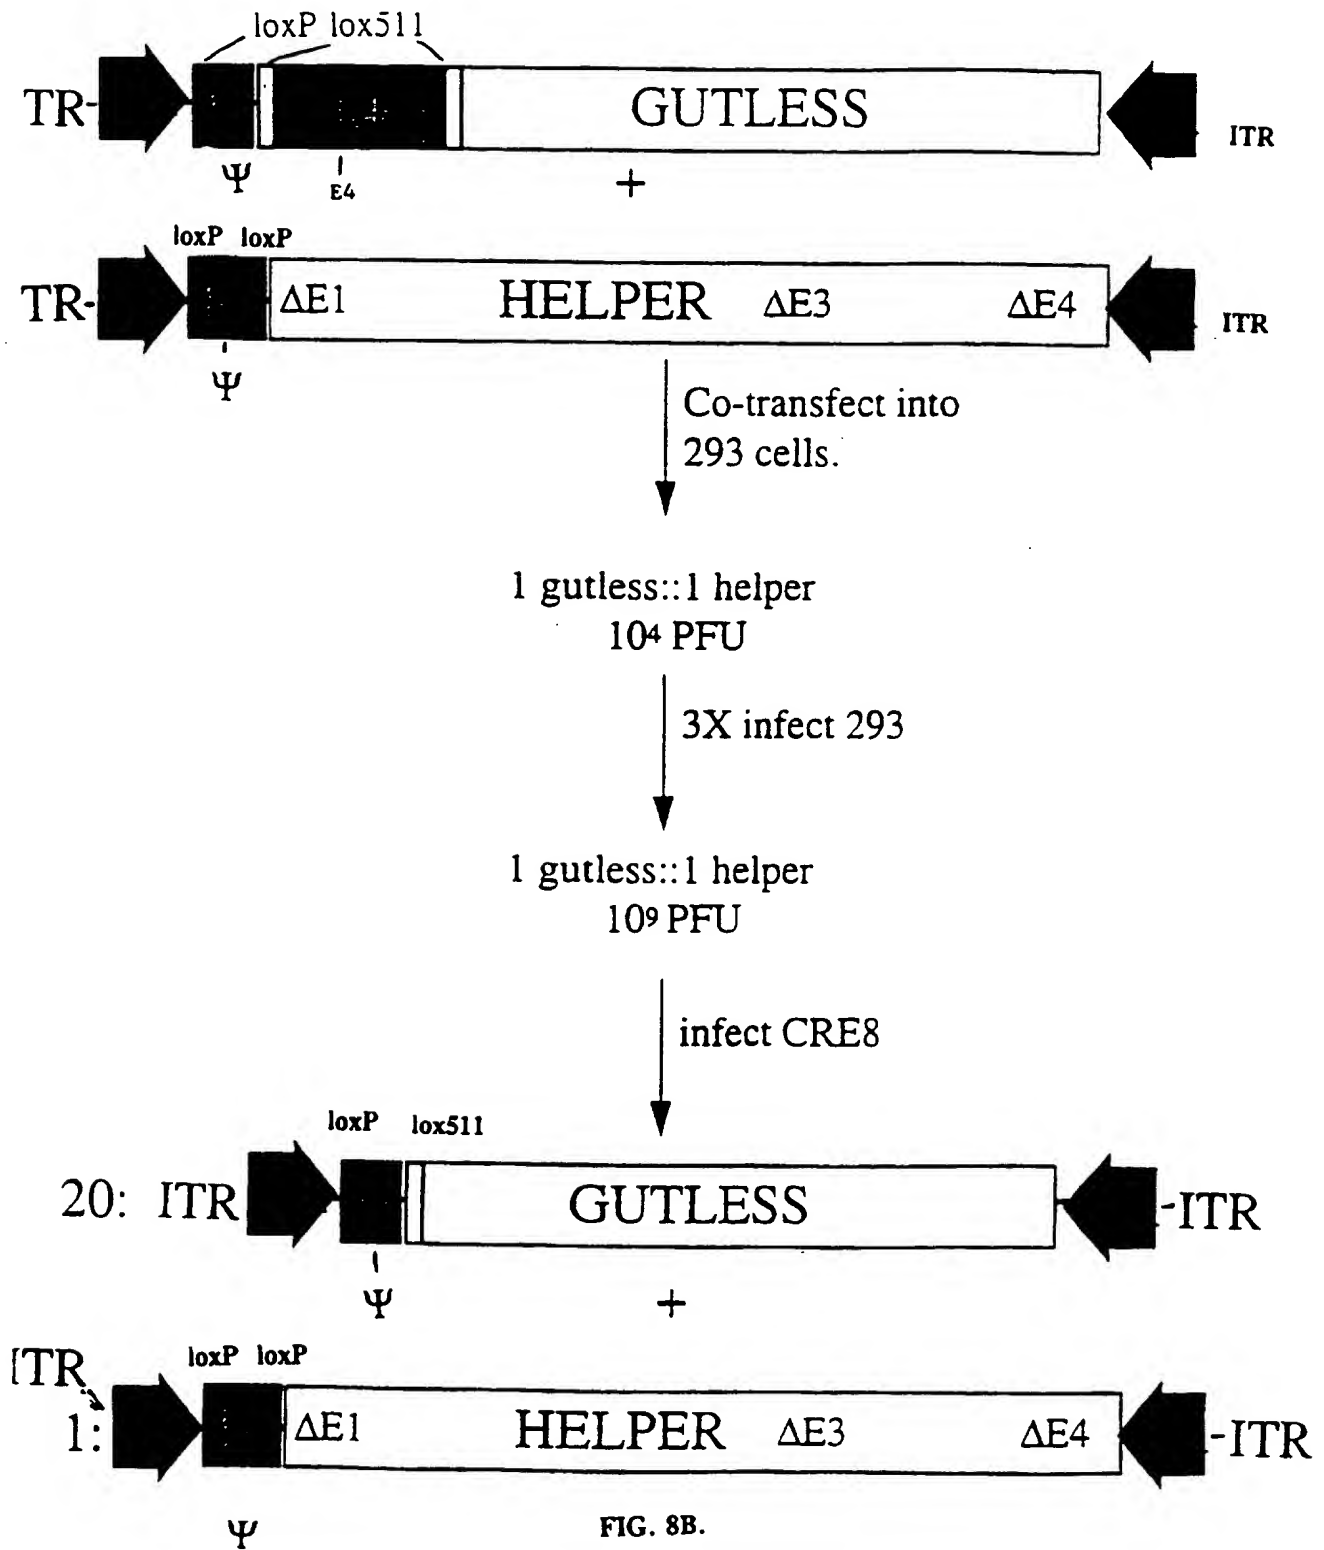 loxP lox511
TR- GUTLESS ITR
Ψ E4 +
loxP loxP
TR- ΔE1 HELPER ΔE3 ΔE4 ITR
Ψ
Co-transfect into
293 cells.
1 gutless::1 helper
10⁴ PFU
3X infect 293
1 gutless::1 helper
10⁹ PFU
infect CRE8
loxP lox511
20: ITR GUTLESS -ITR
Ψ +
ITR loxP loxP
1: ΔE1 HELPER ΔE3 ΔE4 -ITR
Ψ FIG. 8B.